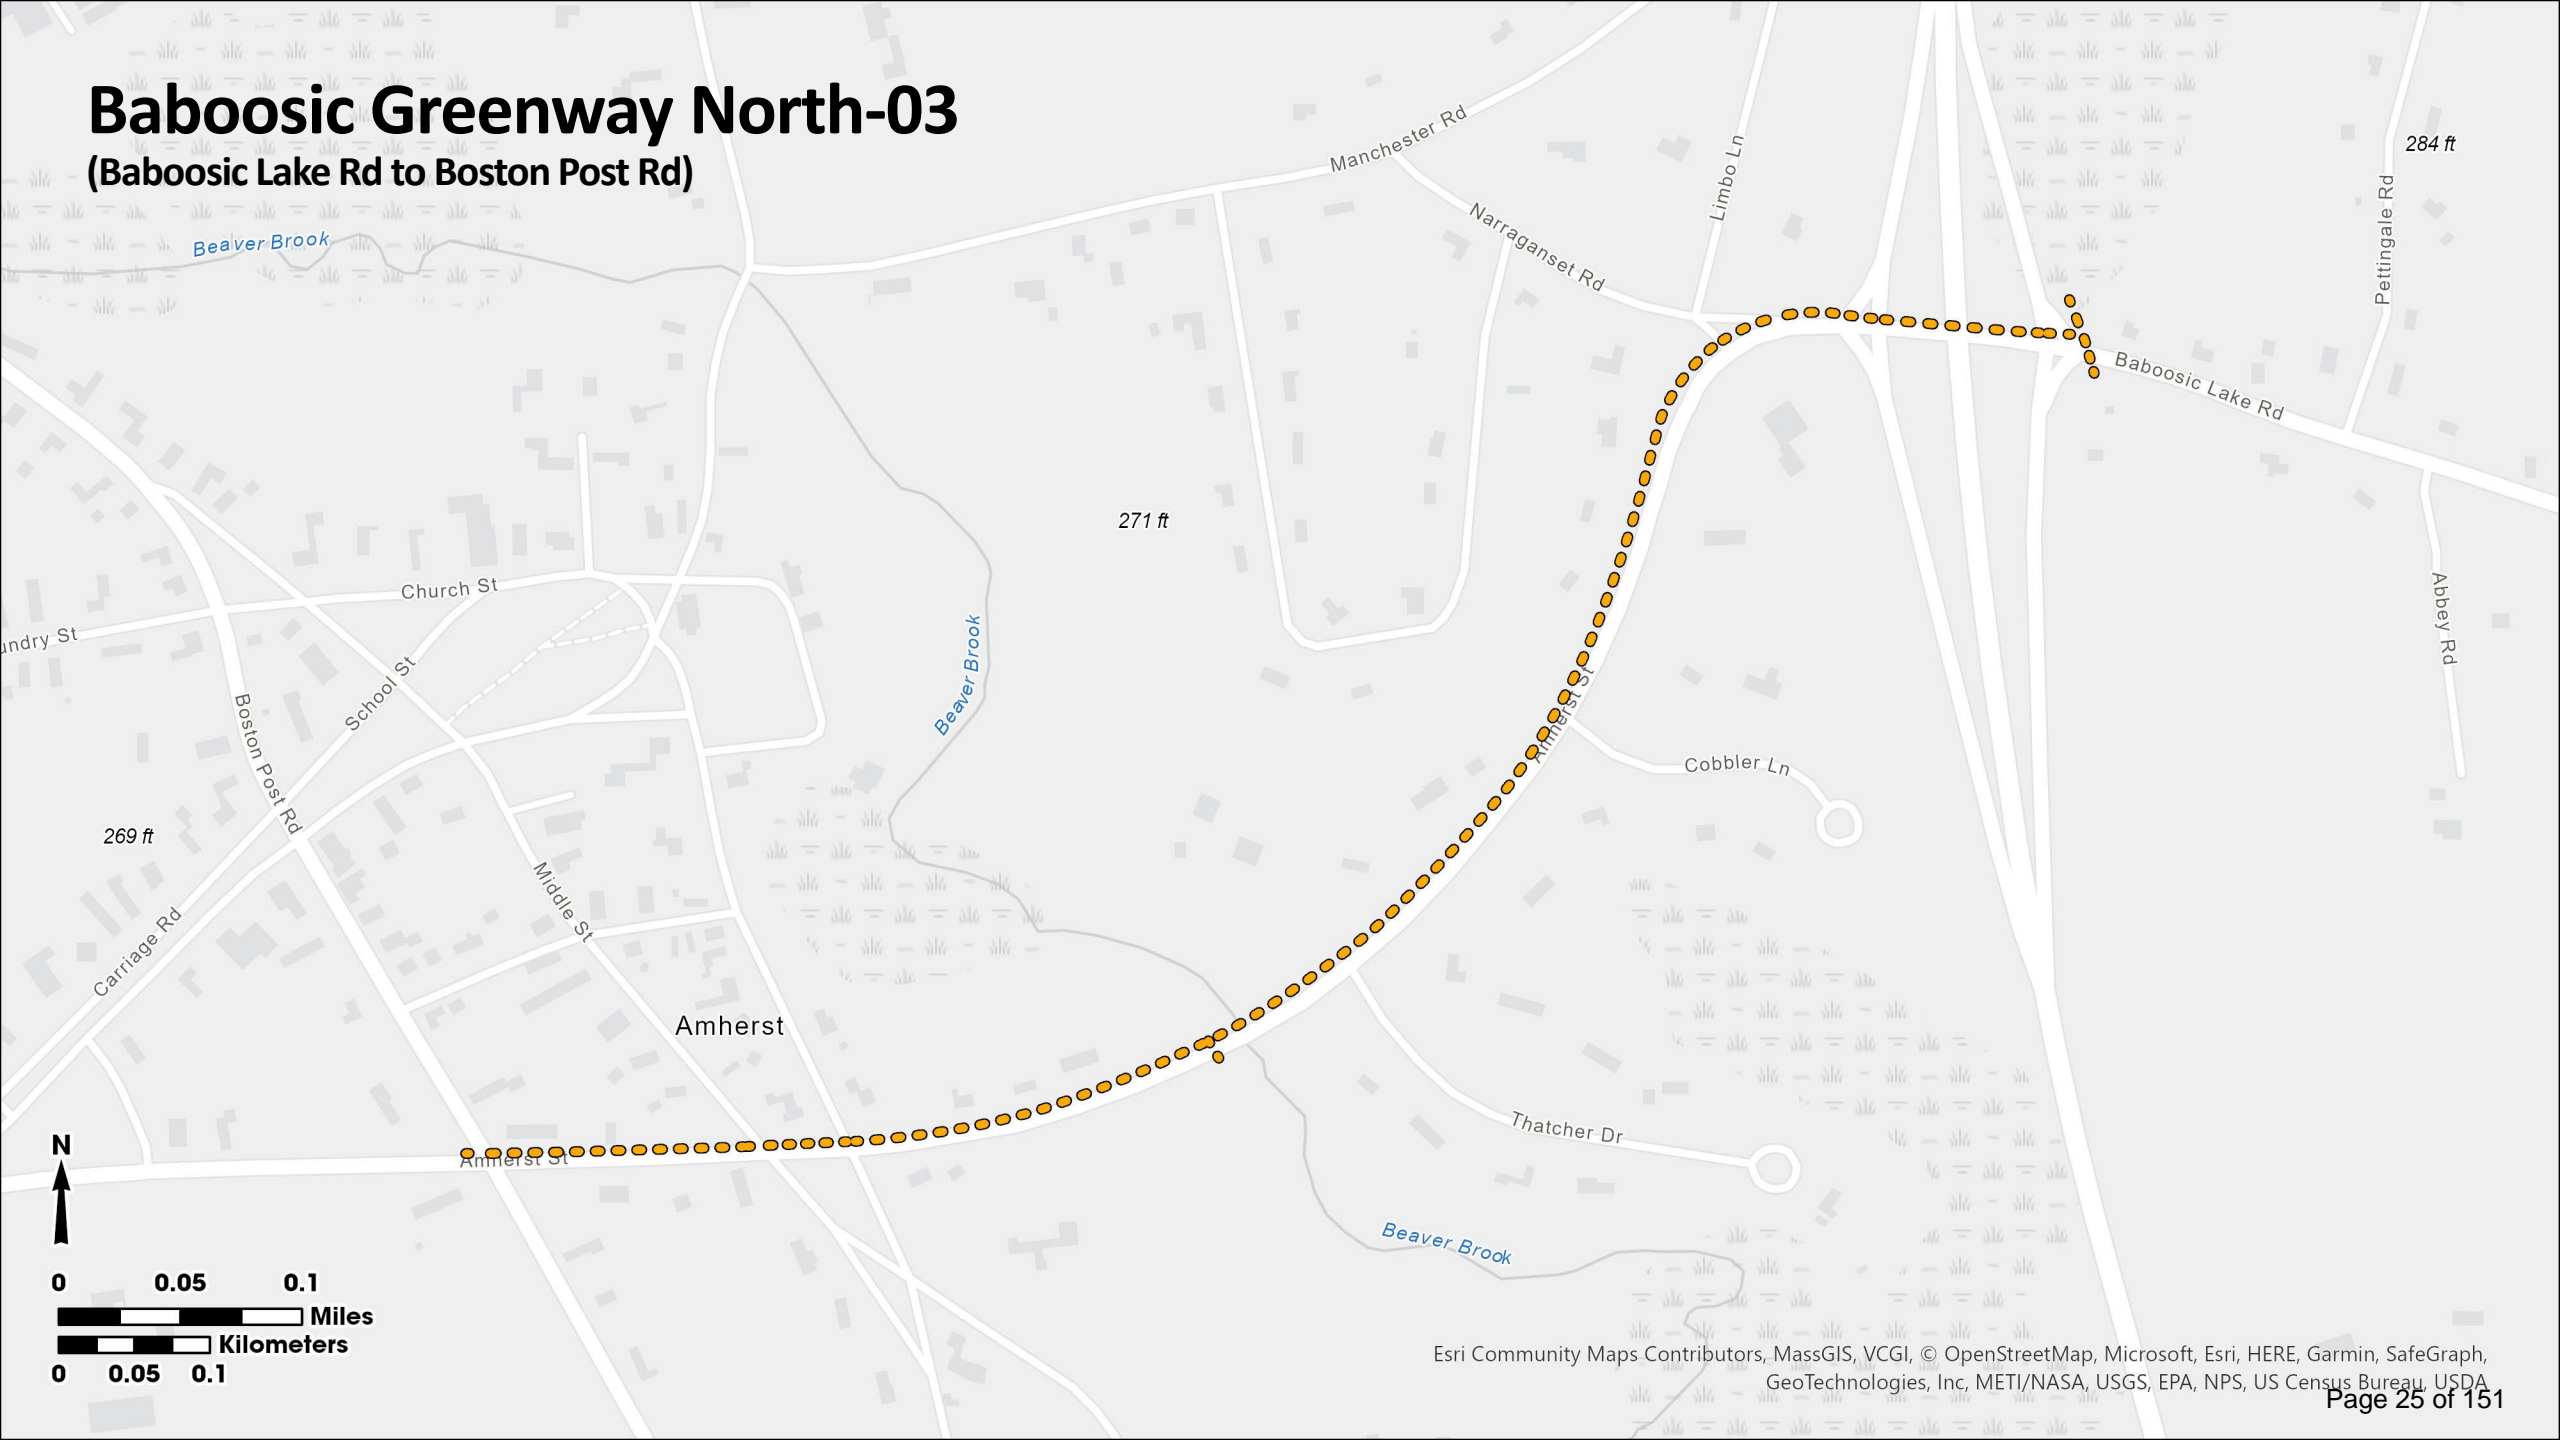 Baboosic Greenway North-03
(Baboosic Lake Rd to Boston Post Rd)
Manchester Rd
Limbo Ln
284 ft
Pettingale Rd
Narraganset Rd
Beaver Brook
Baboosic Lake Rd
271 ft
Church St
undry St
School St
Boston Post Rd
Beaver Brook
Amherst St
Abbey Rd
Cobbler Ln
269 ft
Middle St
Carriage Rd
Amherst
Thatcher Dr
Amherst St
N
Beaver Brook
0 0.05 0.1
Miles
Kilometers
0 0.05 0.1
Esri Community Maps Contributors, MassGIS, VCGI, © OpenStreetMap, Microsoft, Esri, HERE, Garmin, SafeGraph,
GeoTechnologies, Inc, METI/NASA, USGS, EPA, NPS, US Census Bureau, USDA
Page 25 of 151